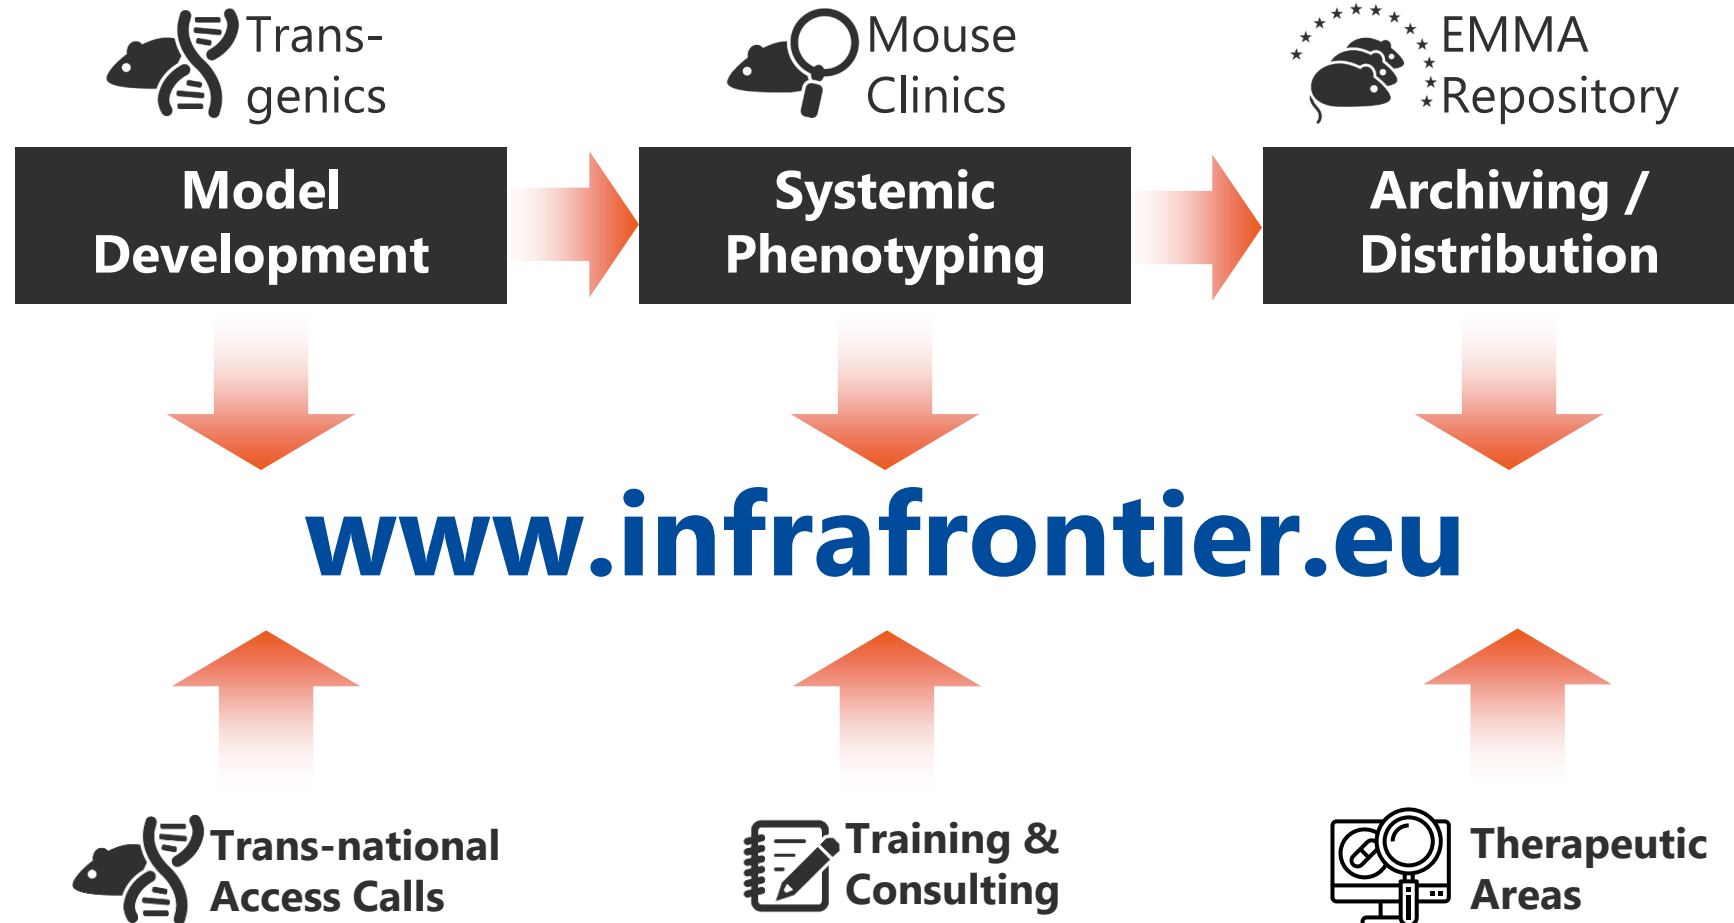 Trans-
genics
Mouse
Clinics
EMMA
Repository
Model
Development
Systemic
Phenotyping
Archiving /
Distribution
www.infrafrontier.eu
Trans-national
Access Calls
Training &
Consulting
Therapeutic
Areas